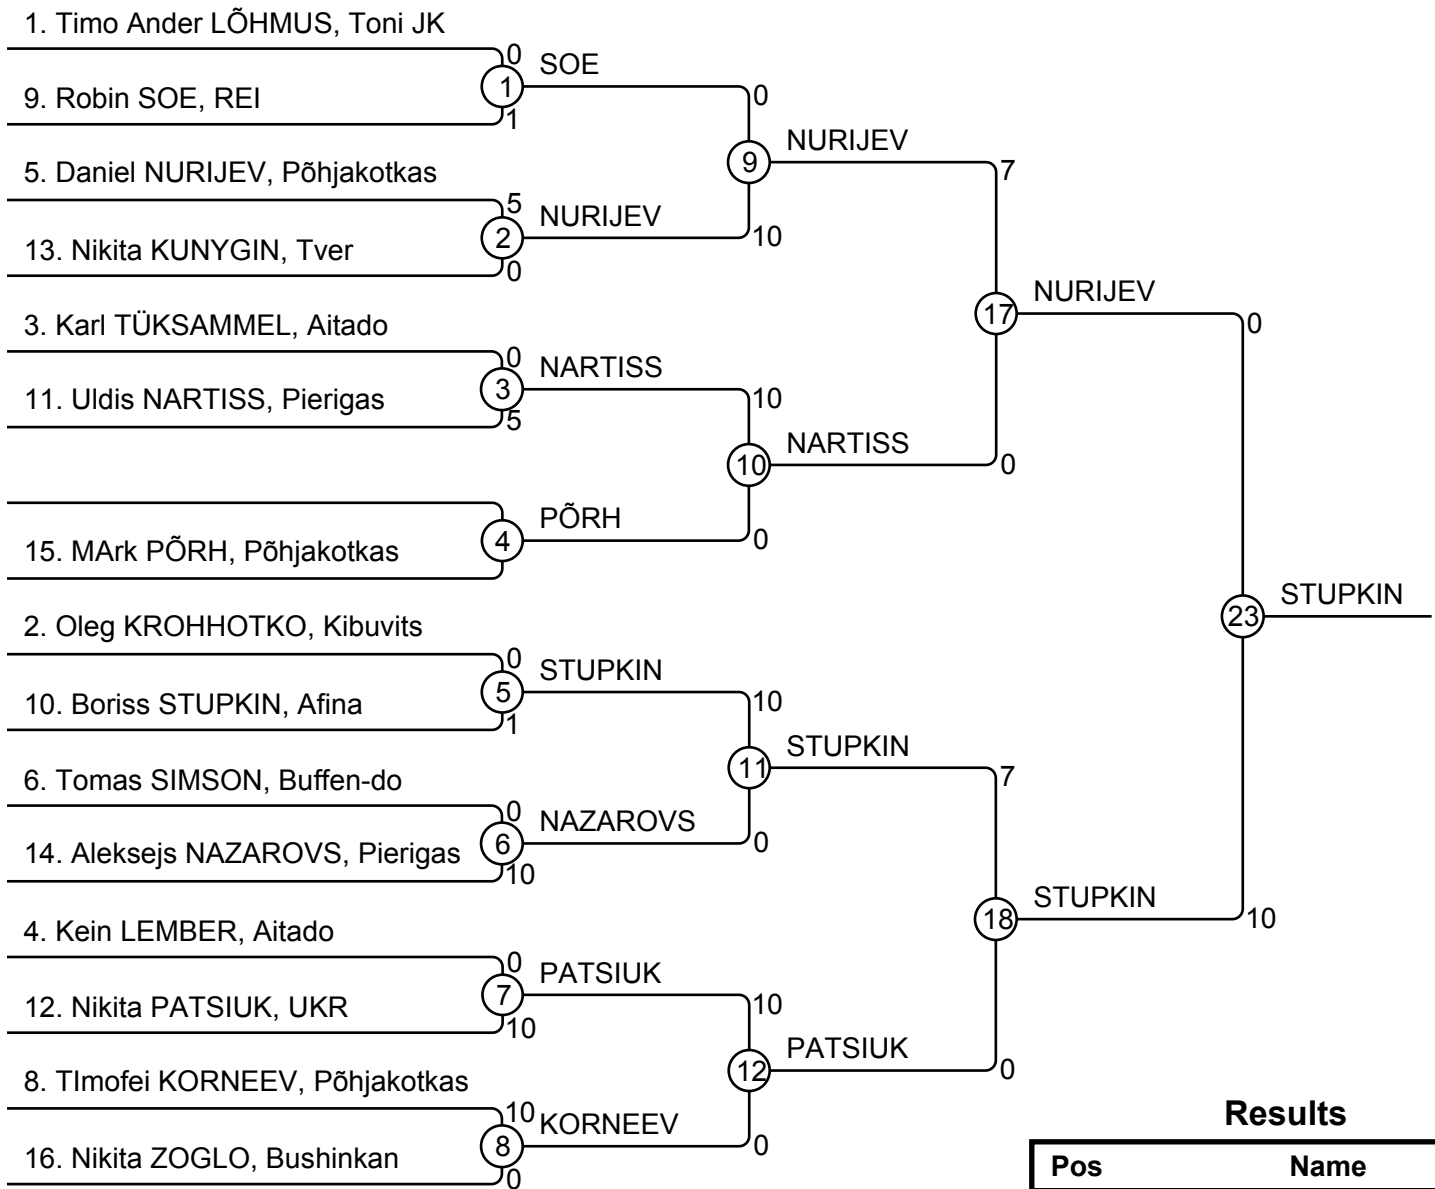 1. Timo Ander LÕHMUS, Toni JK
0
SOE
1
9. Robin SOE, REI
1
0
NURIJEV
9
5. Daniel NURIJEV, Põhjakotkas
7
5
NURIJEV
2
10
13. Nikita KUNYGIN, Tver
0
NURIJEV
17
0
3. Karl TÜKSAMMEL, Aitado
0
NARTISS
3
10
11. Uldis NARTISS, Pierigas
5
NARTISS
10
0
PÕRH
4
0
15. MArk PÕRH, Põhjakotkas
STUPKIN
23
2. Oleg KROHHOTKO, Kibuvits
0
STUPKIN
5
10
10. Boriss STUPKIN, Afina
1
STUPKIN
11
7
6. Tomas SIMSON, Buffen-do
0
NAZAROVS
6
0
14. Aleksejs NAZAROVS, Pierigas
10
STUPKIN
18
10
4. Kein LEMBER, Aitado
0
PATSIUK
7
10
12. Nikita PATSIUK, UKR
10
PATSIUK
12
0
8. TImofei KORNEEV, Põhjakotkas
10
KORNEEV
8
0
16. Nikita ZOGLO, Bushinkan
0
Results
Pos Name